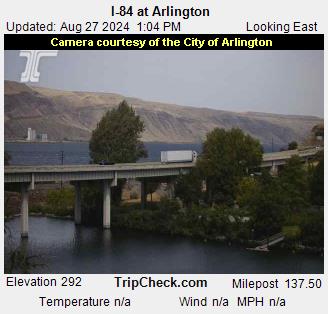 I-84 at Arlington
Updated: Aug 27 2024 1:04 PM Looking East
Camera courtesy of the City of Arlington
Elevation 292 TripCheck.com Milepost 137.50
Temperature n/a Wind n/a MPH n/a